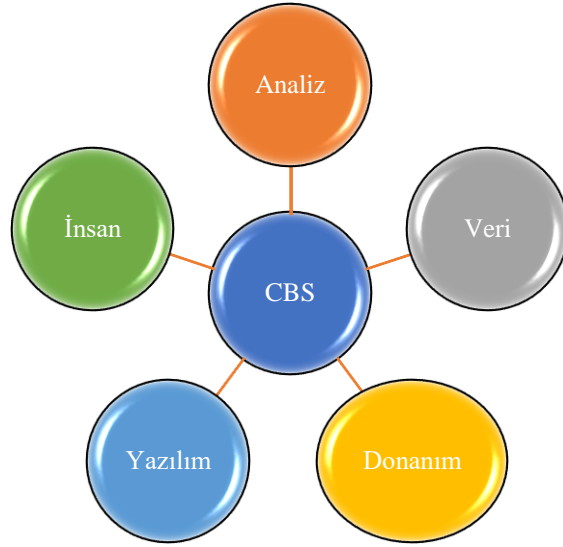 Analiz
İnsan
Veri
CBS
Yazılım
Donanım